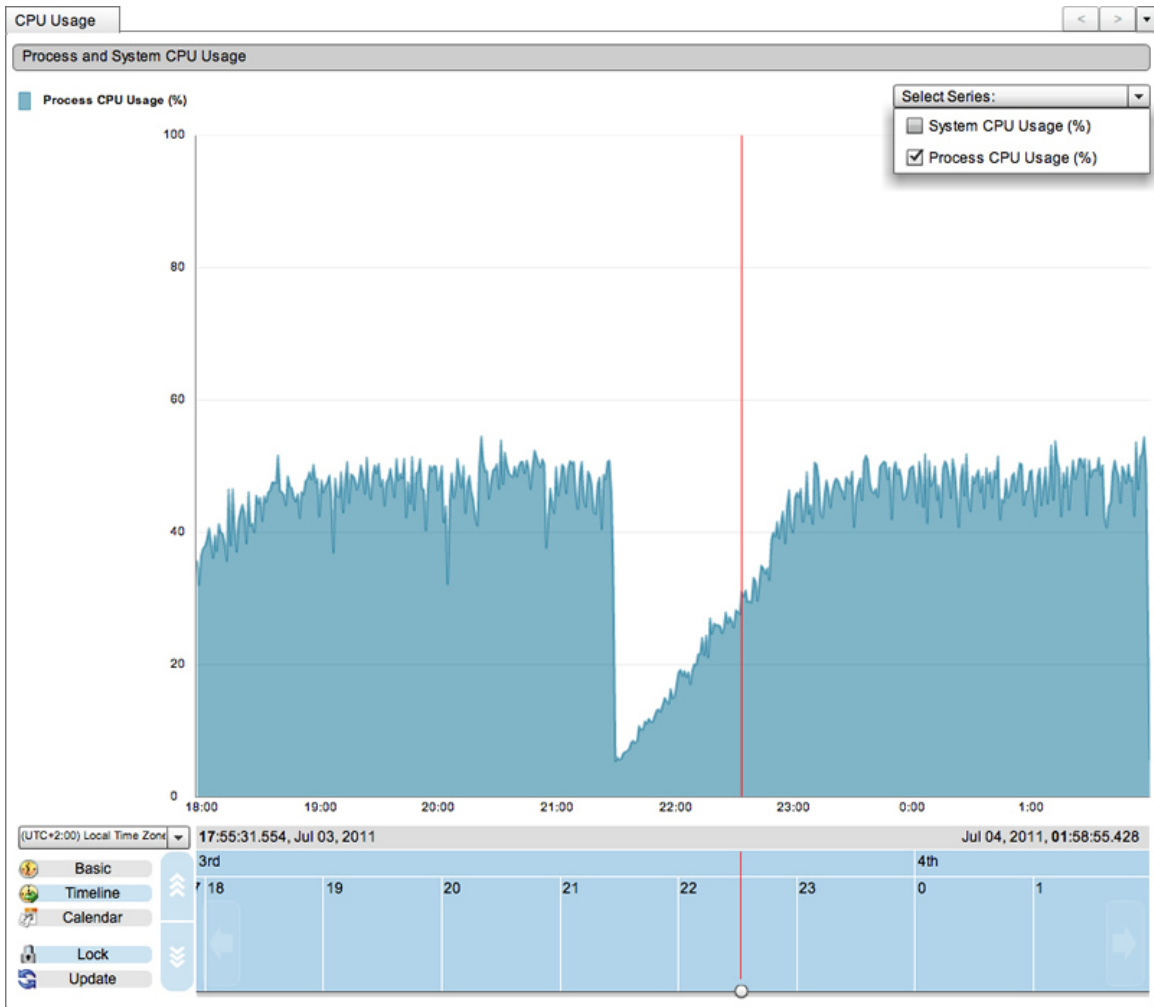 CPU Usage
< >
Process and System CPU Usage
Process CPU Usage (%)
Select Series:
System CPU Usage (%)
Process CPU Usage (%)
100
80
60
40
20
0
18:00 19:00 20:00 21:00 22:00 23:00 0:00 1:00
(UTC+2:00) Local Time Zone
17:55:31.554, Jul 03, 2011 Jul 04, 2011, 01:58:55.428
3rd 4th
7 18 19 20 21 22 23 0 1
Basic
Timeline
Calendar
Lock
Update